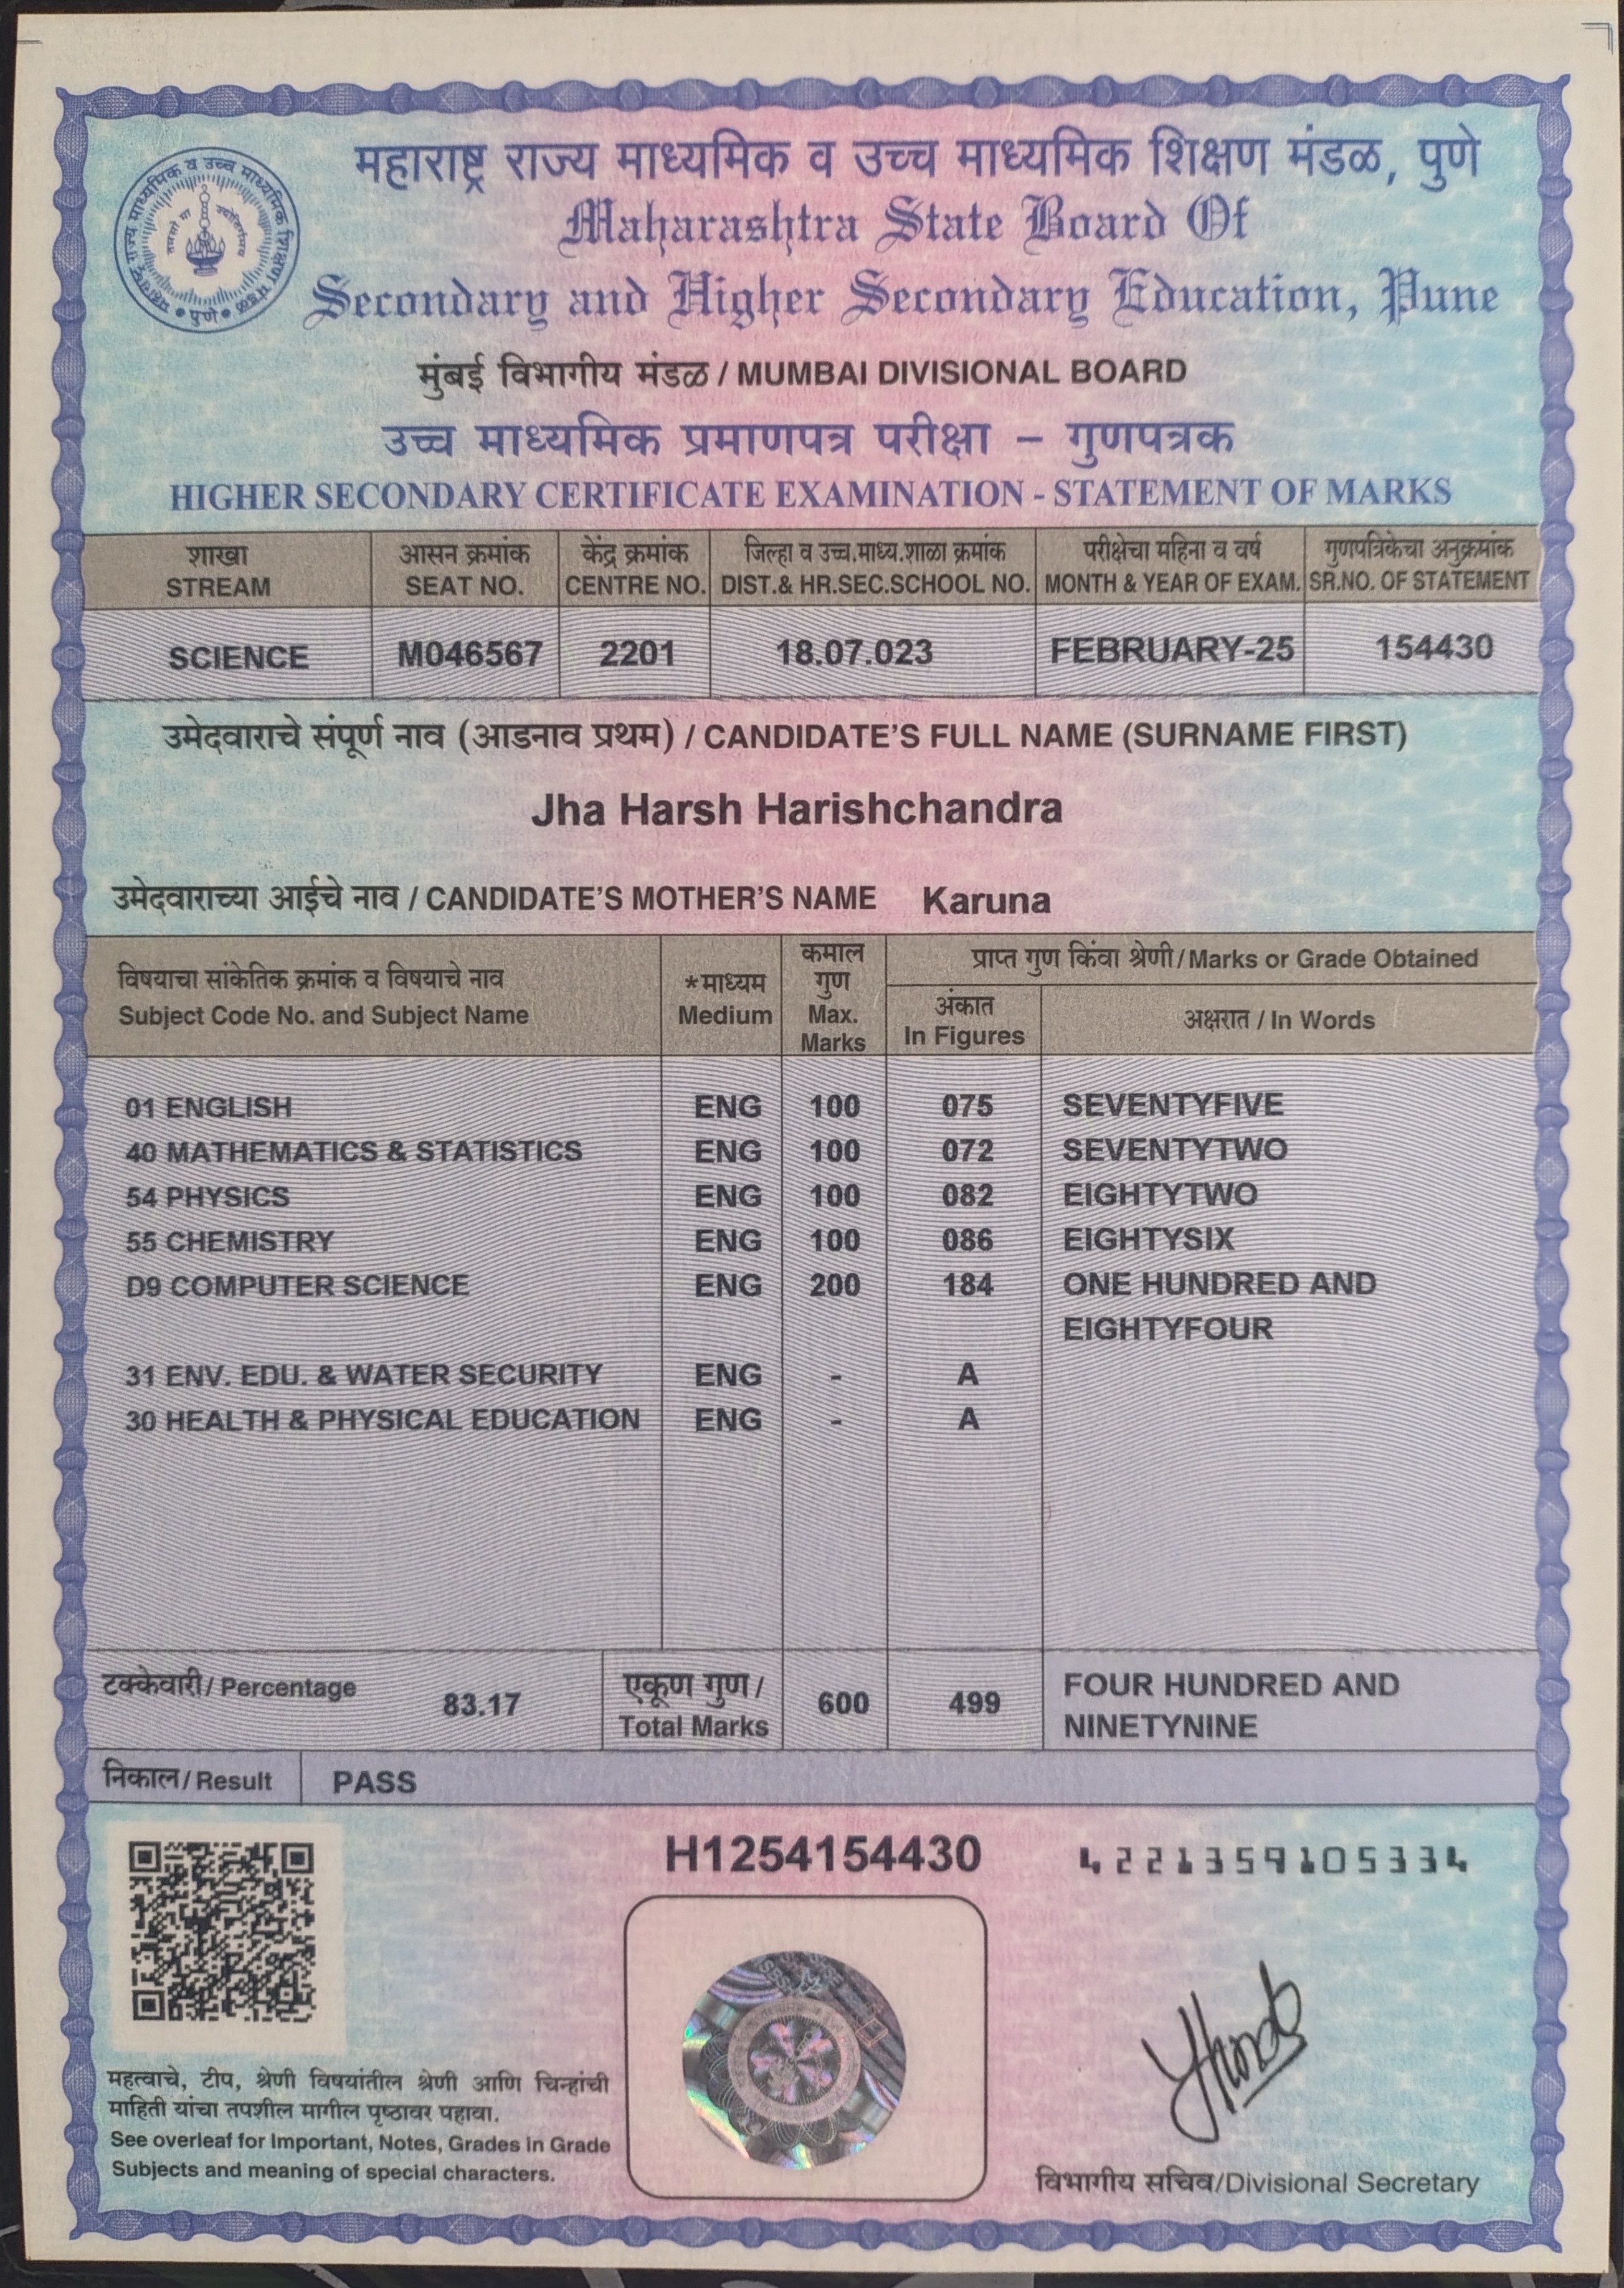 महाराष्ट्र राज्य माध्यमिक व उच्च माध्यमिक शिक्षण मंडळ, पुणे
Maharashtra State Board Of
Secondary and Higher Secondary Education, Pune
मुंबई विभागीय मंडळ / MUMBAI DIVISIONAL BOARD
उच्च माध्यमिक प्रमाणपत्र परीक्षा – गुणपत्रक
HIGHER SECONDARY CERTIFICATE EXAMINATION - STATEMENT OF MARKS
शाखा आसन क्रमांक केंद्र क्रमांक जिल्हा व उच्च.माध्य.शाळा क्रमांक परीक्षेचा महिना व वर्ष गुणपत्रिकेचा अनुक्रमांक
STREAM SEAT NO. CENTRE NO. DIST.& HR.SEC.SCHOOL NO. MONTH & YEAR OF EXAM. SR.NO. OF STATEMENT
SCIENCE M046567 2201 18.07.023 FEBRUARY-25 154430
उमेदवाराचे संपूर्ण नाव (आडनाव प्रथम) / CANDIDATE'S FULL NAME (SURNAME FIRST)
Jha Harsh Harishchandra
उमेदवाराच्या आईचे नाव / CANDIDATE'S MOTHER'S NAME Karuna
विषयाचा सांकेतिक क्रमांक व विषयाचे नाव
Subject Code No. and Subject Name
*माध्यम
Medium
कमाल
गुण
Max.
Marks
प्राप्त गुण किंवा श्रेणी/Marks or Grade Obtained
अंकात
In Figures
अक्षरात / In Words
01 ENGLISH ENG 100 075 SEVENTYFIVE
40 MATHEMATICS & STATISTICS ENG 100 072 SEVENTYTWO
54 PHYSICS ENG 100 082 EIGHTYTWO
55 CHEMISTRY ENG 100 086 EIGHTYSIX
D9 COMPUTER SCIENCE ENG 200 184 ONE HUNDRED AND
EIGHTYFOUR
31 ENV. EDU. & WATER SECURITY ENG - A
30 HEALTH & PHYSICAL EDUCATION ENG - A
टक्केवारी/ Percentage 83.17
एकूण गुण /
Total Marks
600 499
FOUR HUNDRED AND
NINETYNINE
निकाल/ Result PASS
H1254154430
4221359105334
महत्वाचे, टीप, श्रेणी विषयांतील श्रेणी आणि चिन्हांची
माहिती यांचा तपशील मागील पृष्ठावर पहावा.
See overleaf for Important, Notes, Grades in Grade
Subjects and meaning of special characters.
विभागीय सचिव/Divisional Secretary